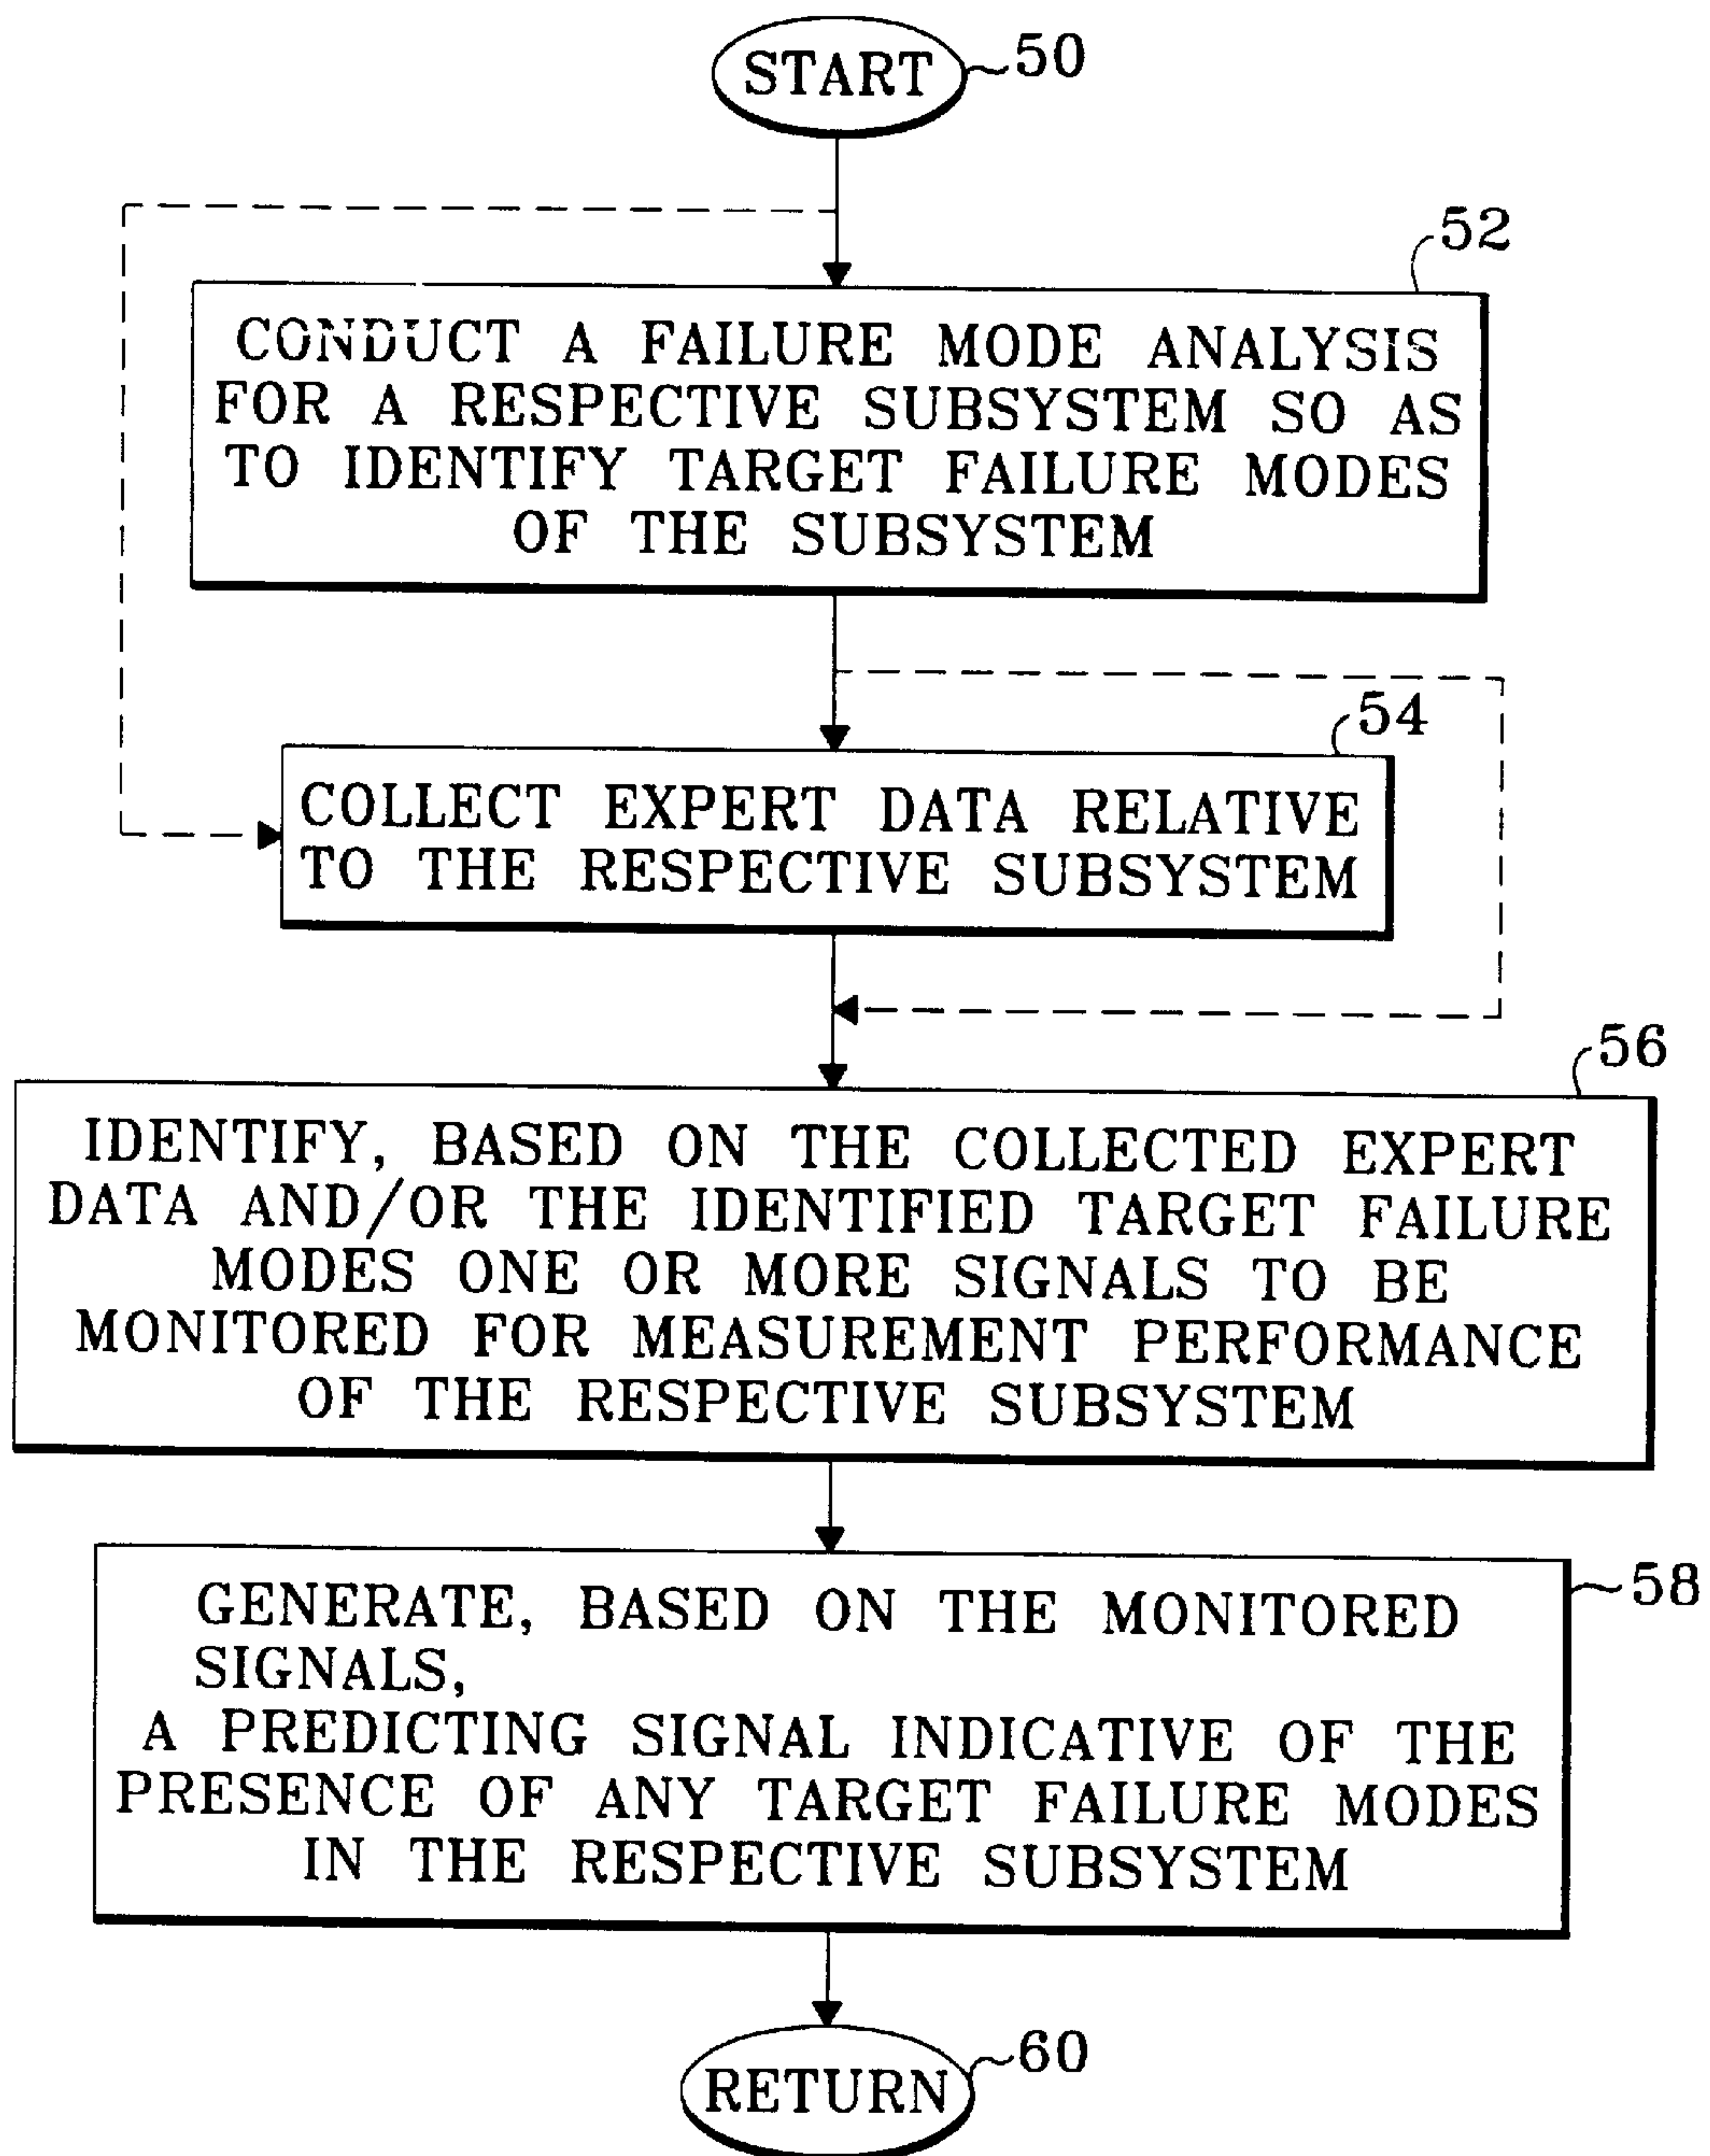 START
50
52
CONDUCT A FAILURE MODE ANALYSIS
FOR A RESPECTIVE SUBSYSTEM SO AS
TO IDENTIFY TARGET FAILURE MODES
OF THE SUBSYSTEM
54
COLLECT EXPERT DATA RELATIVE
TO THE RESPECTIVE SUBSYSTEM
56
IDENTIFY, BASED ON THE COLLECTED EXPERT
DATA AND/OR THE IDENTIFIED TARGET FAILURE
MODES ONE OR MORE SIGNALS TO BE
MONITORED FOR MEASUREMENT PERFORMANCE
OF THE RESPECTIVE SUBSYSTEM
58
GENERATE, BASED ON THE MONITORED
SIGNALS,
A PREDICTING SIGNAL INDICATIVE OF THE
PRESENCE OF ANY TARGET FAILURE MODES
IN THE RESPECTIVE SUBSYSTEM
RETURN
60